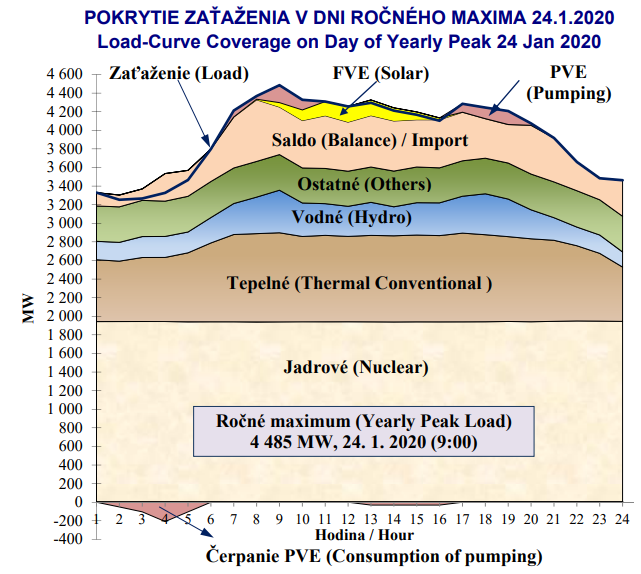 POKRYTIE ZAŤAŽENIA V DNI ROČNÉHO MAXIMA 24.1.2020
Load-Curve Coverage on Day of Yearly Peak 24 Jan 2020
4 600
4 400
4 200
4 000
3 800
3 600
3 400
3 200
3 000
2 800
2 600
2 400
2 200
2 000
1 800
1 600
1 400
1 200
1 000
800
600
400
200
0
-200
-400
MW
Zaťaženie (Load)
FVE (Solar)
PVE
(Pumping)
Saldo (Balance) / Import
Ostatné (Others)
Vodné (Hydro)
Tepelné (Thermal Conventional )
Jadrové (Nuclear)
Ročné maximum (Yearly Peak Load)
4 485 MW, 24. 1. 2020 (9:00)
1 2 3 4 5 6 7 8 9 10 11 12 13 14 15 16 17 18 19 20 21 22 23 24
Hodina / Hour
Čerpanie PVE (Consumption of pumping)